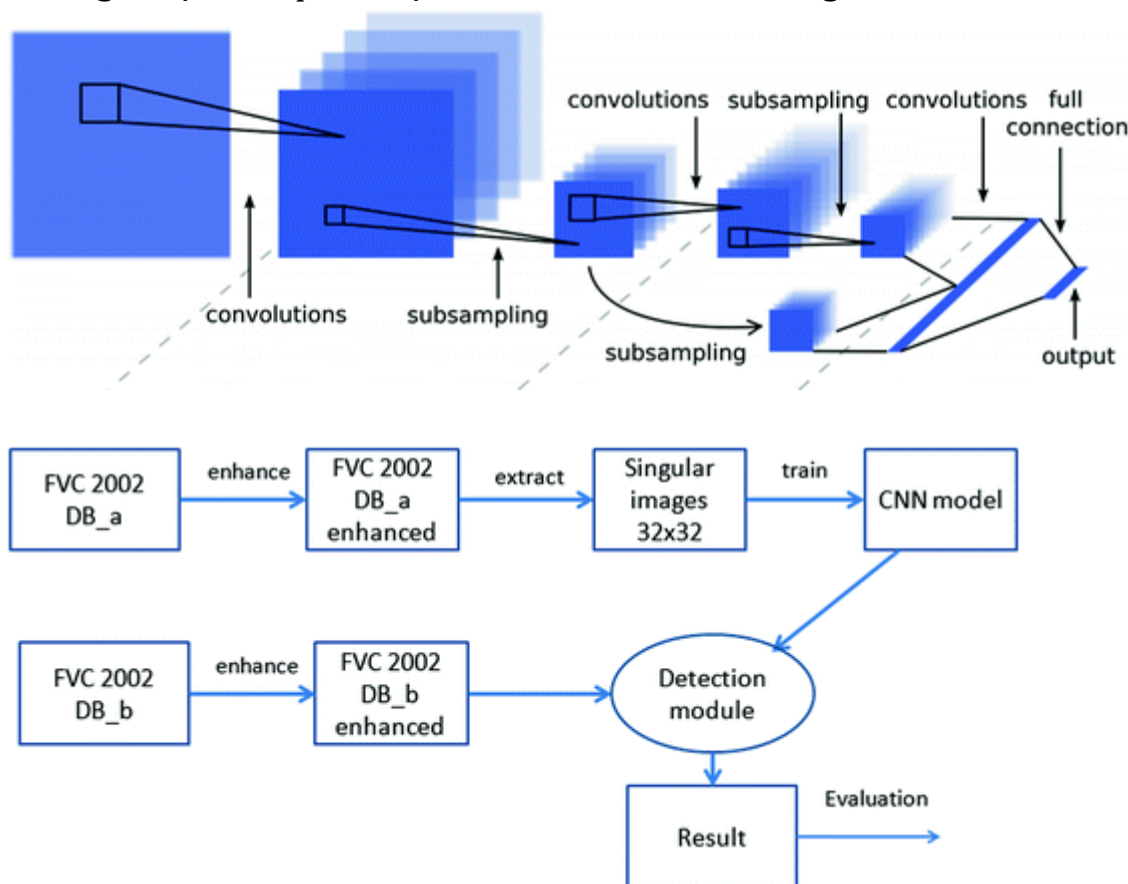 convolutions
subsampling
convolutions
full
connection
convolutions
subsampling
subsampling
output
FVC 2002
DB_a
enhance
FVC 2002
DB_a
enhanced
extract
Singular
images
32x32
train
CNN model
FVC 2002
DB_b
enhance
FVC 2002
DB_b
enhanced
Detection
module
Result
Evaluation